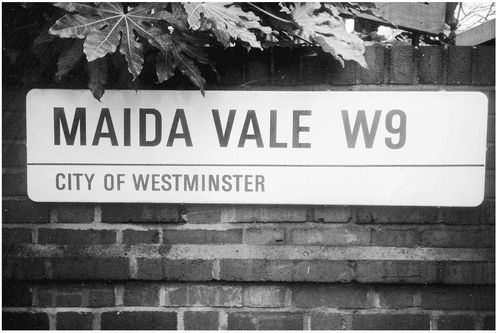 MAIDA VALE W9
CITY OF WESTMINSTER